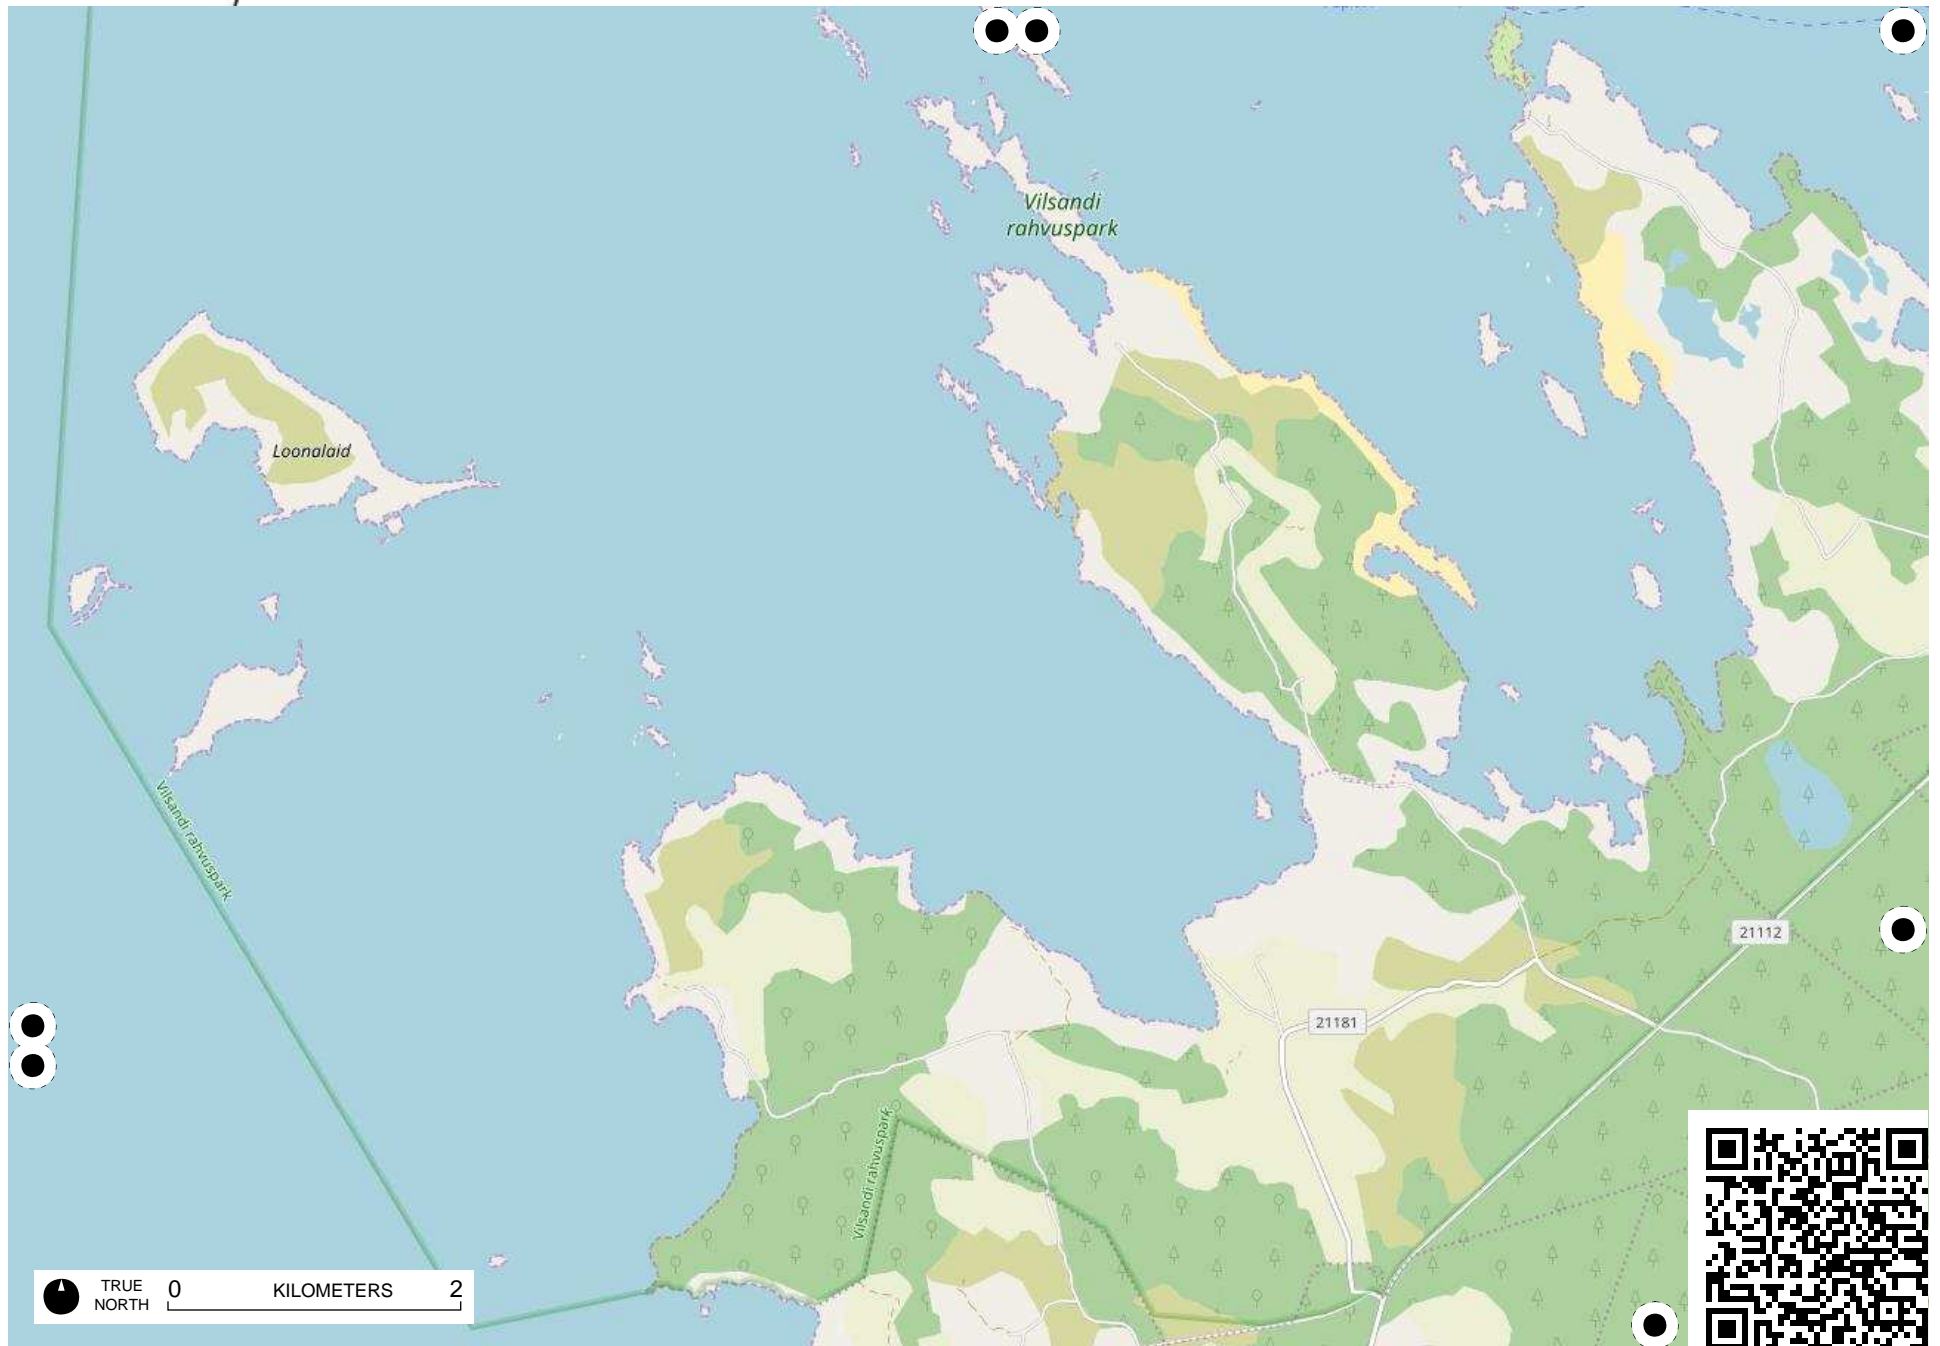 Vilsandi
rahvuspark
Loonalaid
Vilsandi rahvuspark
21112
21181
Vilsandi rahvuspark
TRUE
NORTH
0 KILOMETERS 2